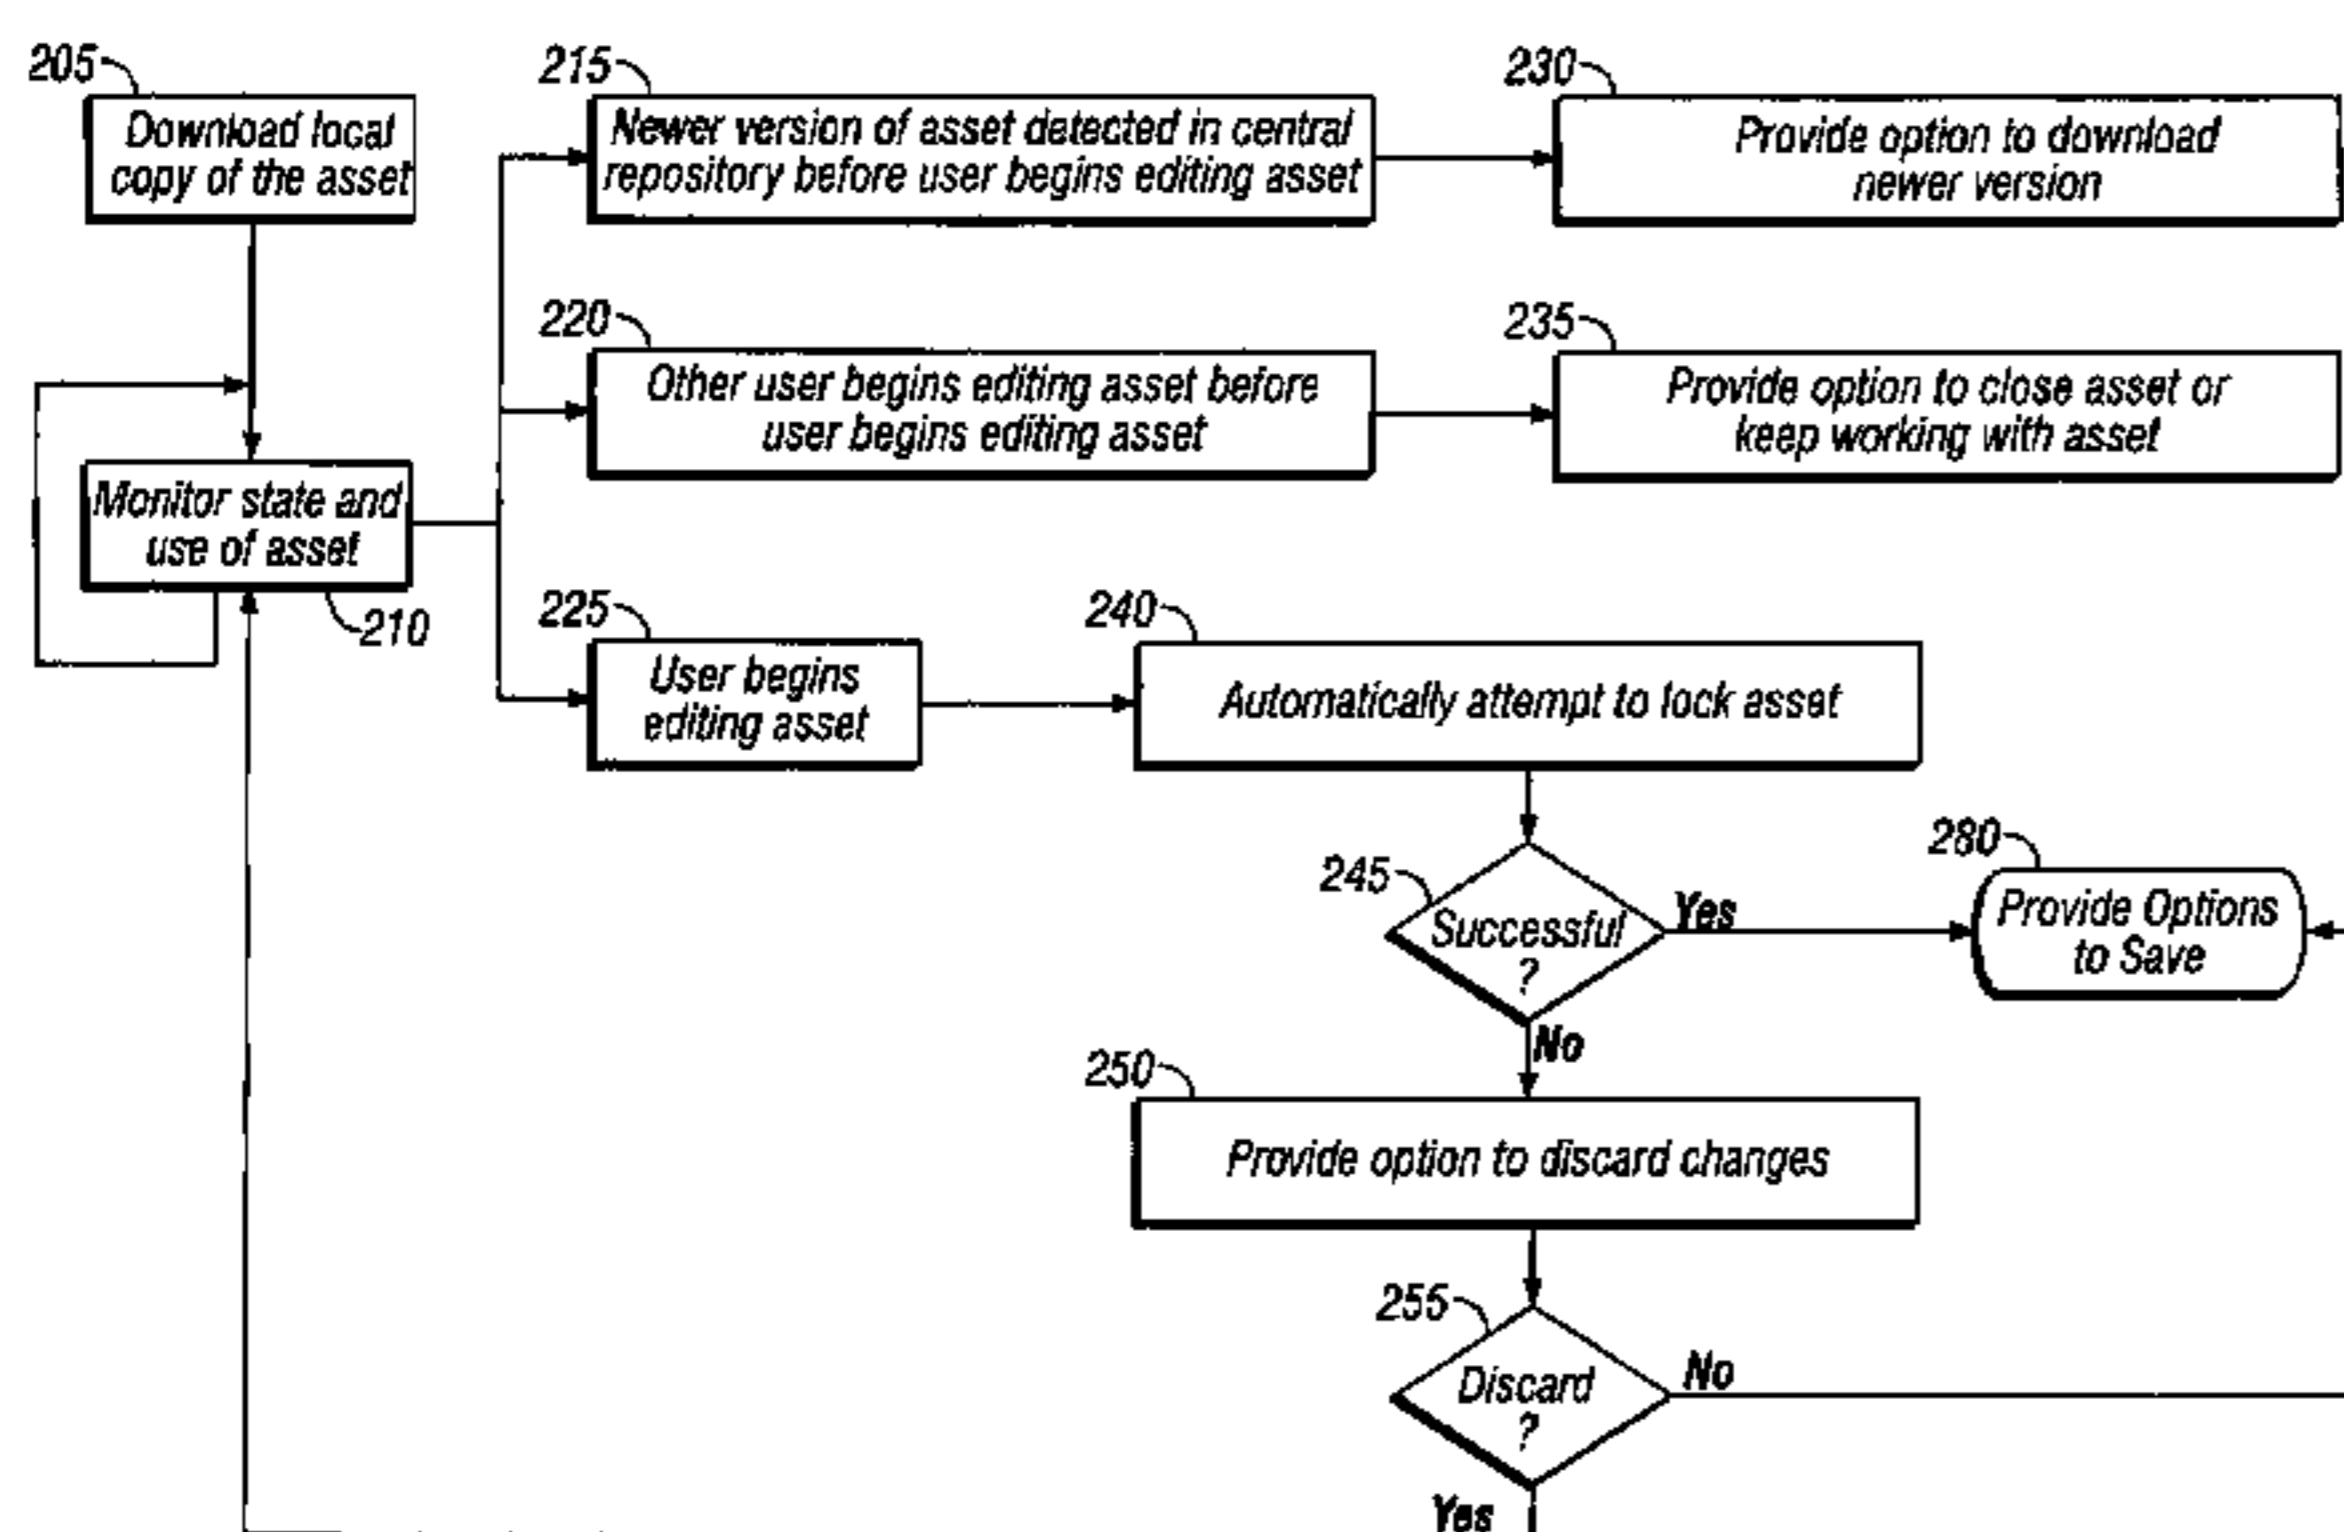 205
Download local
copy of the asset
215
Newer version of asset detected in central
repository before user begins editing asset
230
Provide option to download
newer version
220
Other user begins editing asset before
user begins editing asset
235
Provide option to close asset or
keep working with asset
Monitor state and
use of asset
210
225
User begins
editing asset
240
Automatically attempt to lock asset
245
Successful
?
Yes
280
Provide Options
to Save
No
250
Provide option to discard changes
255
Discard
?
No
Yes